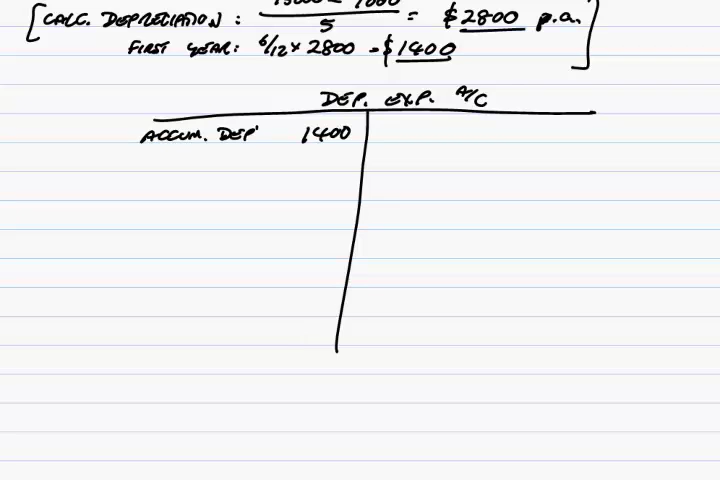 [CALC. DEPRECIATION: 
5 = $2800 p.a.
FIRST YEAR: 6/12 × 2800 = $1400]
DEP. EXP. A/C
ACCUM. DEP' 1400